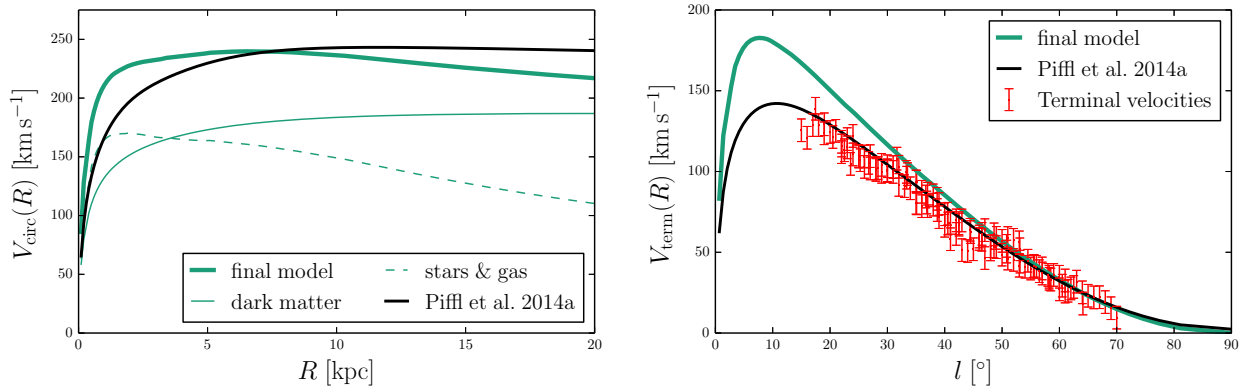 250
200
150
100
50
0
V_circ(R) [km s⁻¹]
final model
dark matter
stars & gas
Piffl et al. 2014a
0 5 10 15 20
R [kpc]
200
150
100
50
0
V_term(R) [km s⁻¹]
final model
Piffl et al. 2014a
Terminal velocities
0 10 20 30 40 50 60 70 80 90
l [°]